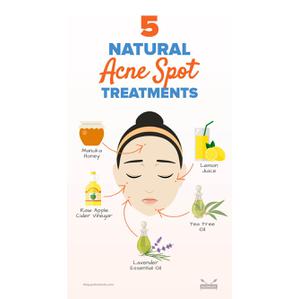 5
NATURAL
Acne Spot
TREATMENTS
Manuka
Honey
Lemon
Juice
Raw Apple
Cider Vinegar
Tea Tree
Oil
Lavender
Essential Oil